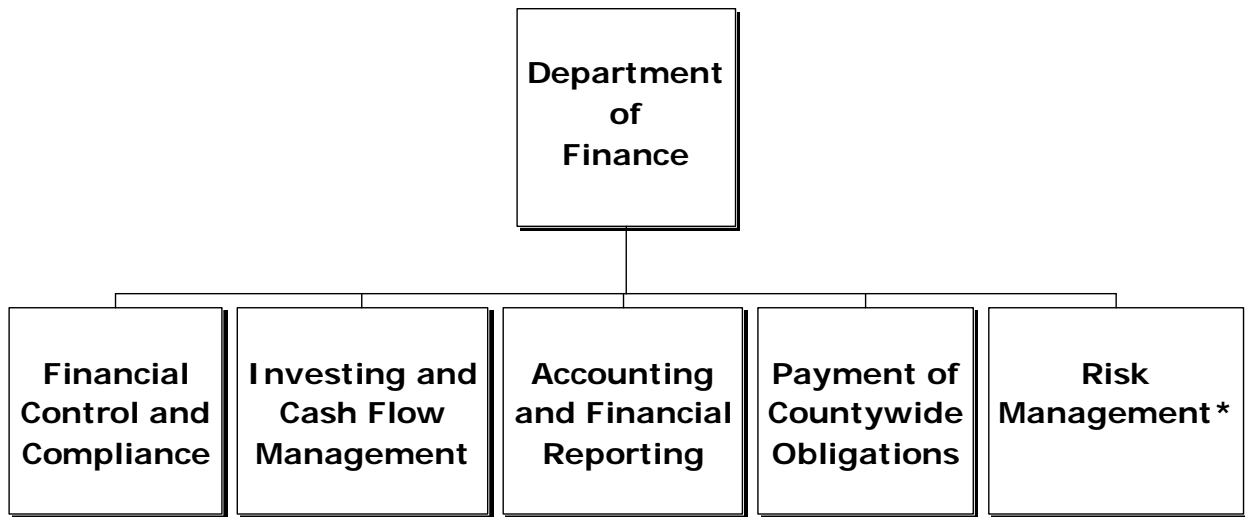 Department
of
Finance
Financial
Control and
Compliance
Investing and
Cash Flow
Management
Accounting
and Financial
Reporting
Payment of
Countywide
Obligations
Risk
Management*